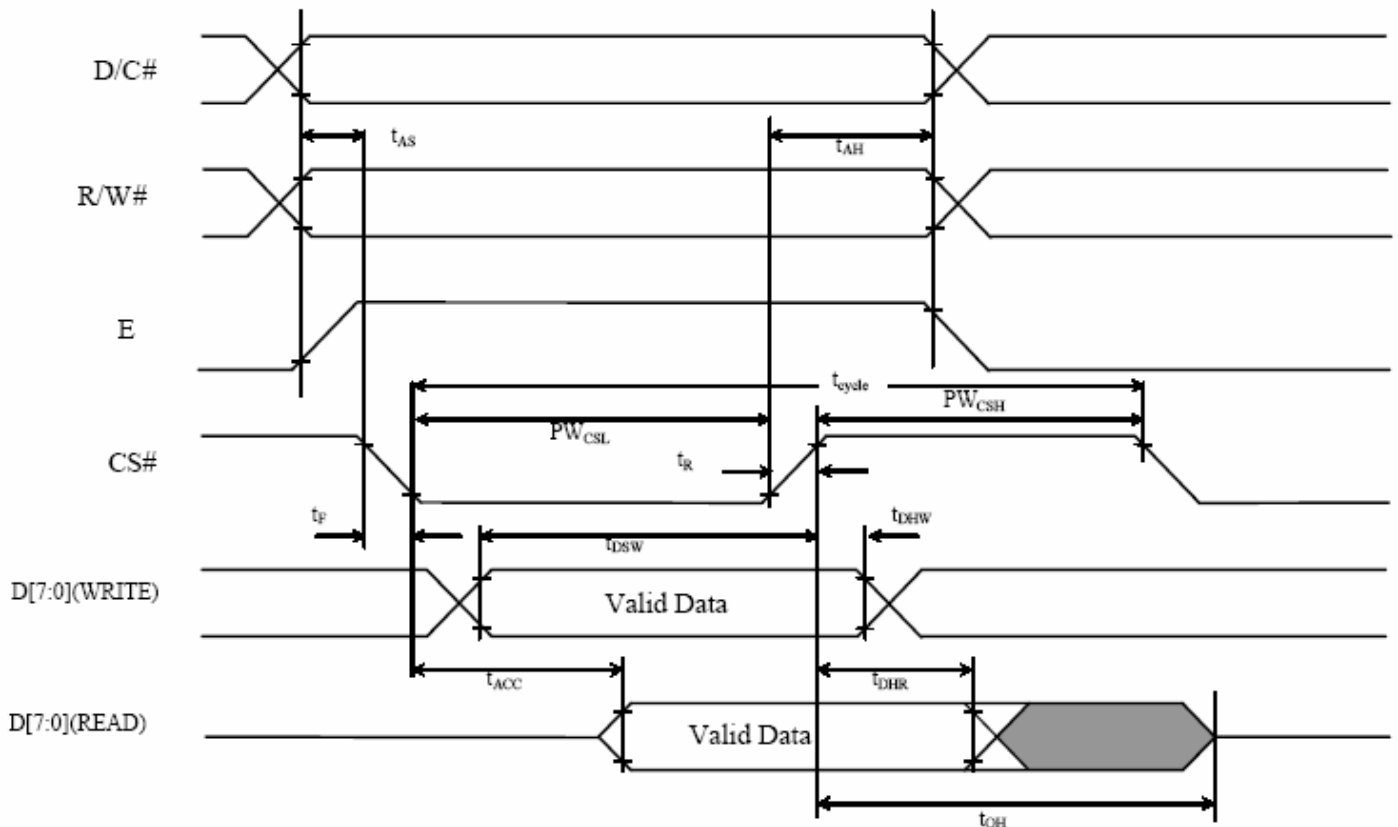 D/C#
tAS
tAH
R/W#
E
tcycle
PWCSL
PWCSH
CS#
tR
tF
tDSW
tDHW
D[7:0](WRITE)
Valid Data
tACC
tDHR
D[7:0](READ)
Valid Data
tOH